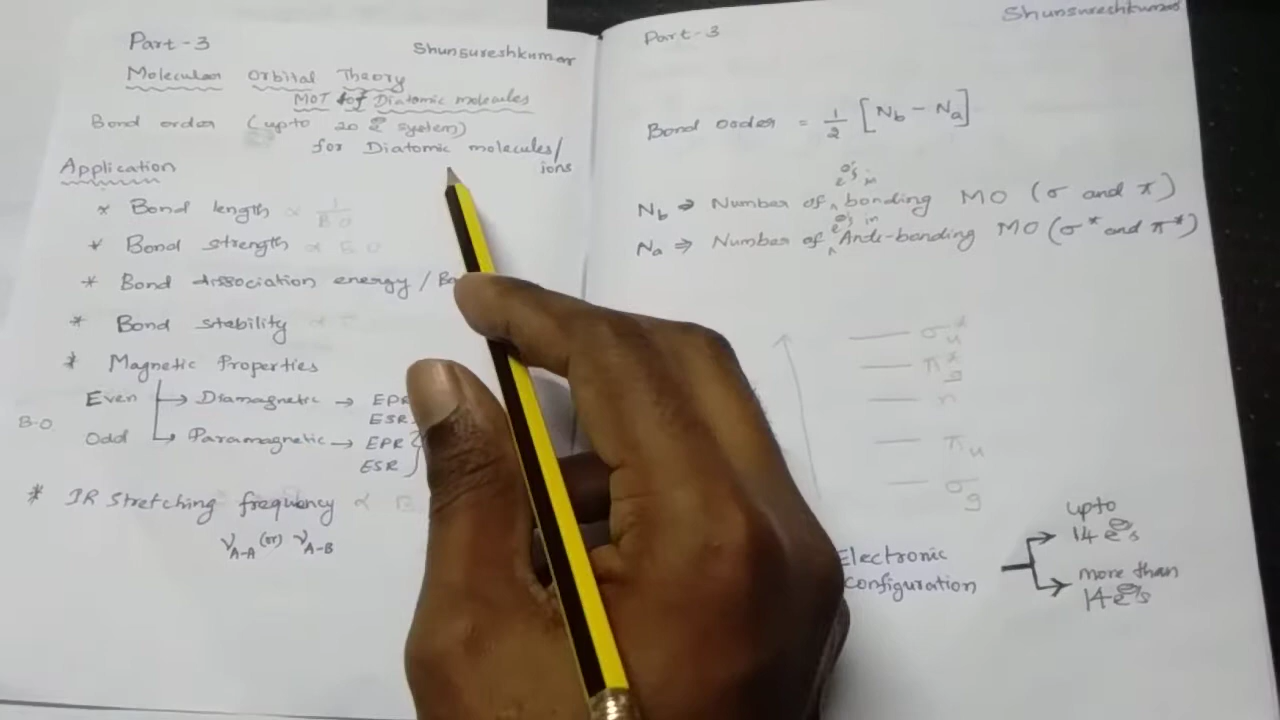 Part-3
Shunsureshkumar
Molecular Orbital Theory
MOT for Diatomic molecules
Bond order (upto 20 e⁻ system)
for Diatomic molecules/
ions
Application
* Bond length ∝ 1/B.O
* Bond strength ∝ B.O
* Bond dissociation energy /
* Bond stability ∝
* Magnetic Properties
Even → Diamagnetic → EPR
ESR
B.O
Odd → Paramagnetic → EPR
ESR
* IR Stretching frequency ∝ B.
ν A-A (or) ν A-B
Part-3
Shunsureshkumar
Bond order = 1/2 [Nb - Na]
Nb ⇒ Number of e⁻'s in bonding MO (σ and π)
Na ⇒ Number of e⁻'s in Anti-bonding MO (σ* and π*)
σ*u
π*g
n
πu
σg
Electronic configuration
upto
14 e⁻s
more than
14 e⁻s